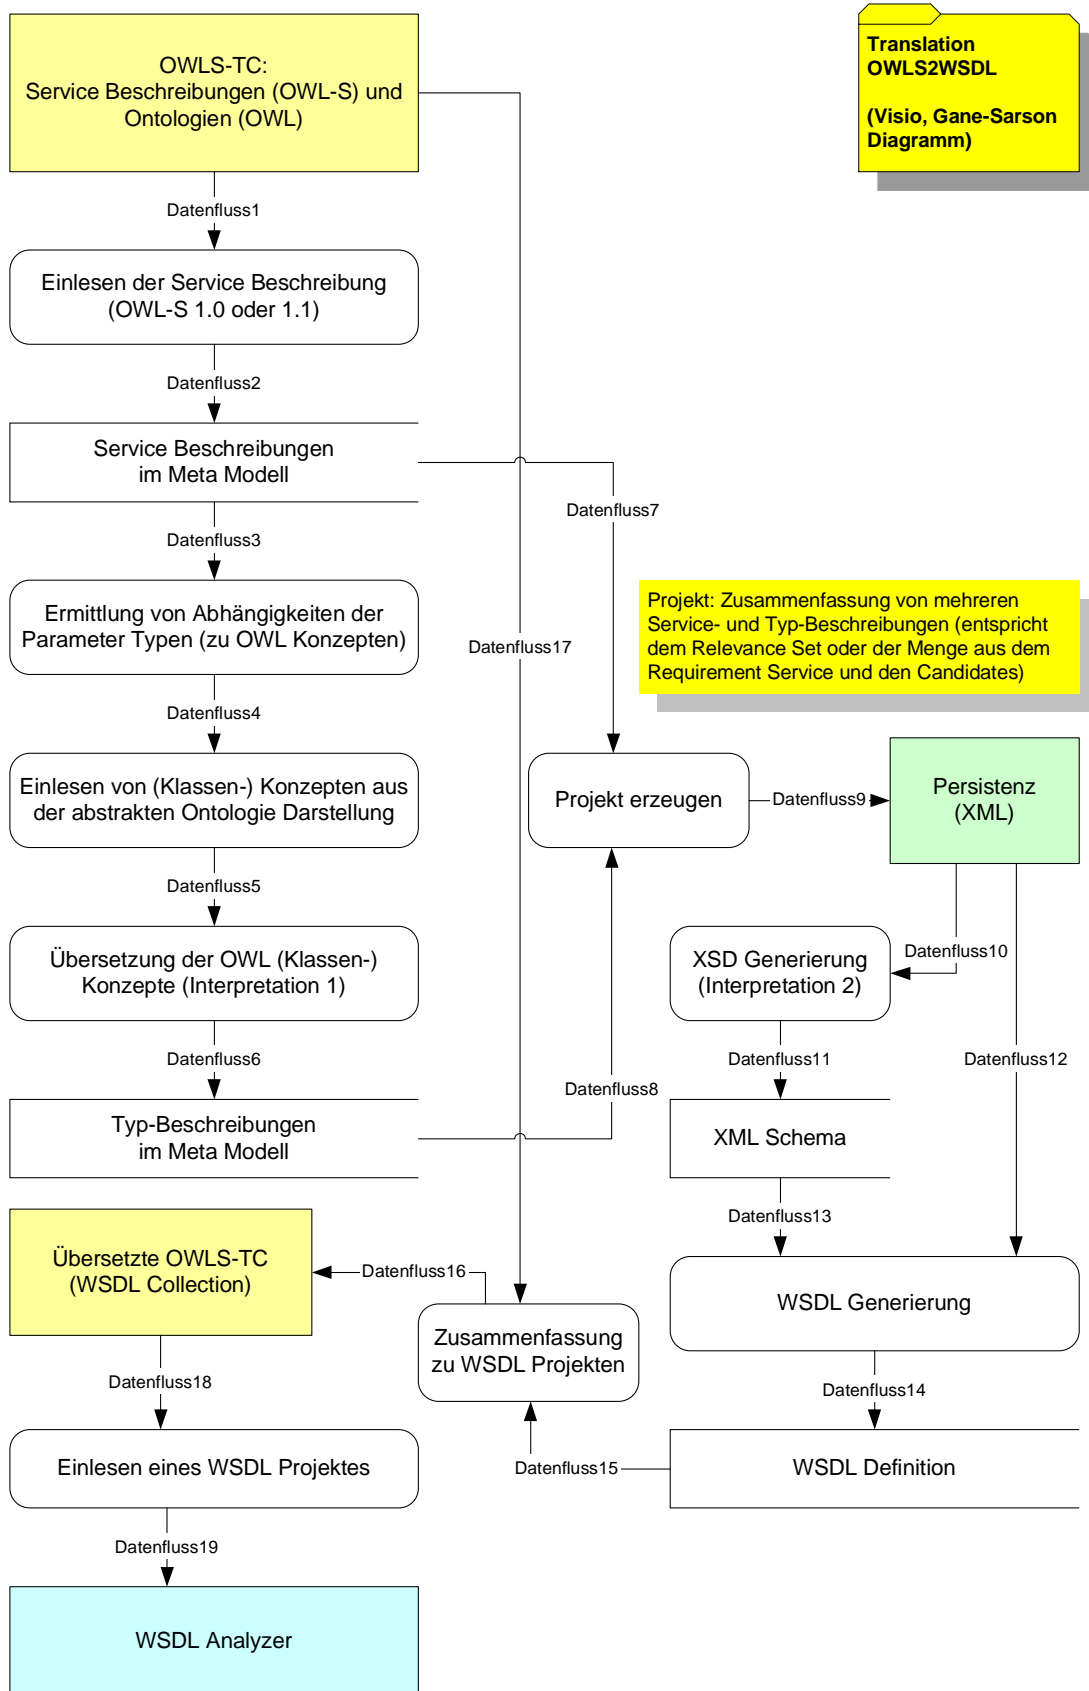 OWLS-TC:
Service Beschreibungen (OWL-S) und
Ontologien (OWL)
Translation
OWLS2WSDL
(Visio, Gane-Sarson
Diagramm)
Datenfluss1
Einlesen der Service Beschreibung
(OWL-S 1.0 oder 1.1)
Datenfluss2
Service Beschreibungen
im Meta Modell
Datenfluss7
Datenfluss3
Ermittlung von Abhängigkeiten der
Parameter Typen (zu OWL Konzepten)
Projekt: Zusammenfassung von mehreren
Service- und Typ-Beschreibungen (entspricht
dem Relevance Set oder der Menge aus dem
Requirement Service und den Candidates)
Datenfluss17
Datenfluss4
Einlesen von (Klassen-) Konzepten aus
der abstrakten Ontologie Darstellung
Projekt erzeugen
Datenfluss9
Persistenz
(XML)
Datenfluss5
Übersetzung der OWL (Klassen-)
Konzepte (Interpretation 1)
XSD Generierung
(Interpretation 2)
Datenfluss10
Datenfluss6
Datenfluss11
Datenfluss12
Datenfluss8
Typ-Beschreibungen
im Meta Modell
XML Schema
Datenfluss13
Übersetzte OWLS-TC
(WSDL Collection)
Datenfluss16
WSDL Generierung
Zusammenfassung
zu WSDL Projekten
Datenfluss18
Datenfluss14
Einlesen eines WSDL Projektes
Datenfluss15
WSDL Definition
Datenfluss19
WSDL Analyzer